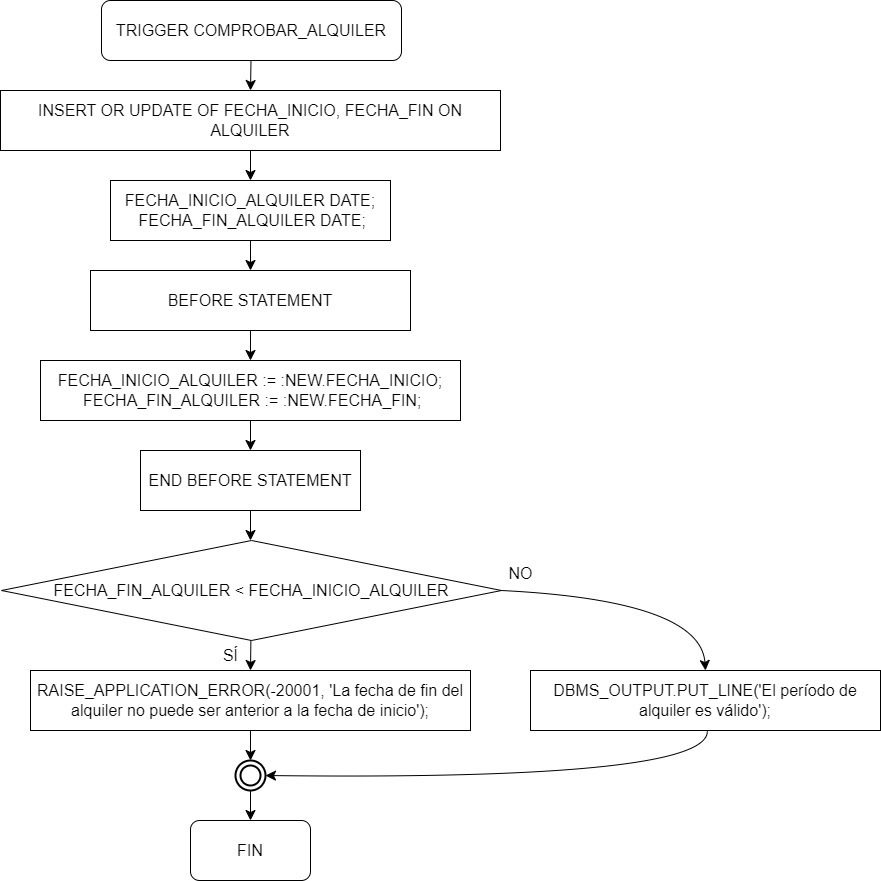 TRIGGER COMPROBAR_ALQUILER
INSERT OR UPDATE OF FECHA_INICIO, FECHA_FIN ON
ALQUILER
FECHA_INICIO_ALQUILER DATE;
FECHA_FIN_ALQUILER DATE;
BEFORE STATEMENT
FECHA_INICIO_ALQUILER := :NEW.FECHA_INICIO;
FECHA_FIN_ALQUILER := :NEW.FECHA_FIN;
END BEFORE STATEMENT
FECHA_FIN_ALQUILER < FECHA_INICIO_ALQUILER
NO
SÍ
RAISE_APPLICATION_ERROR(-20001, 'La fecha de fin del
alquiler no puede ser anterior a la fecha de inicio');
DBMS_OUTPUT.PUT_LINE('El período de
alquiler es válido');
FIN